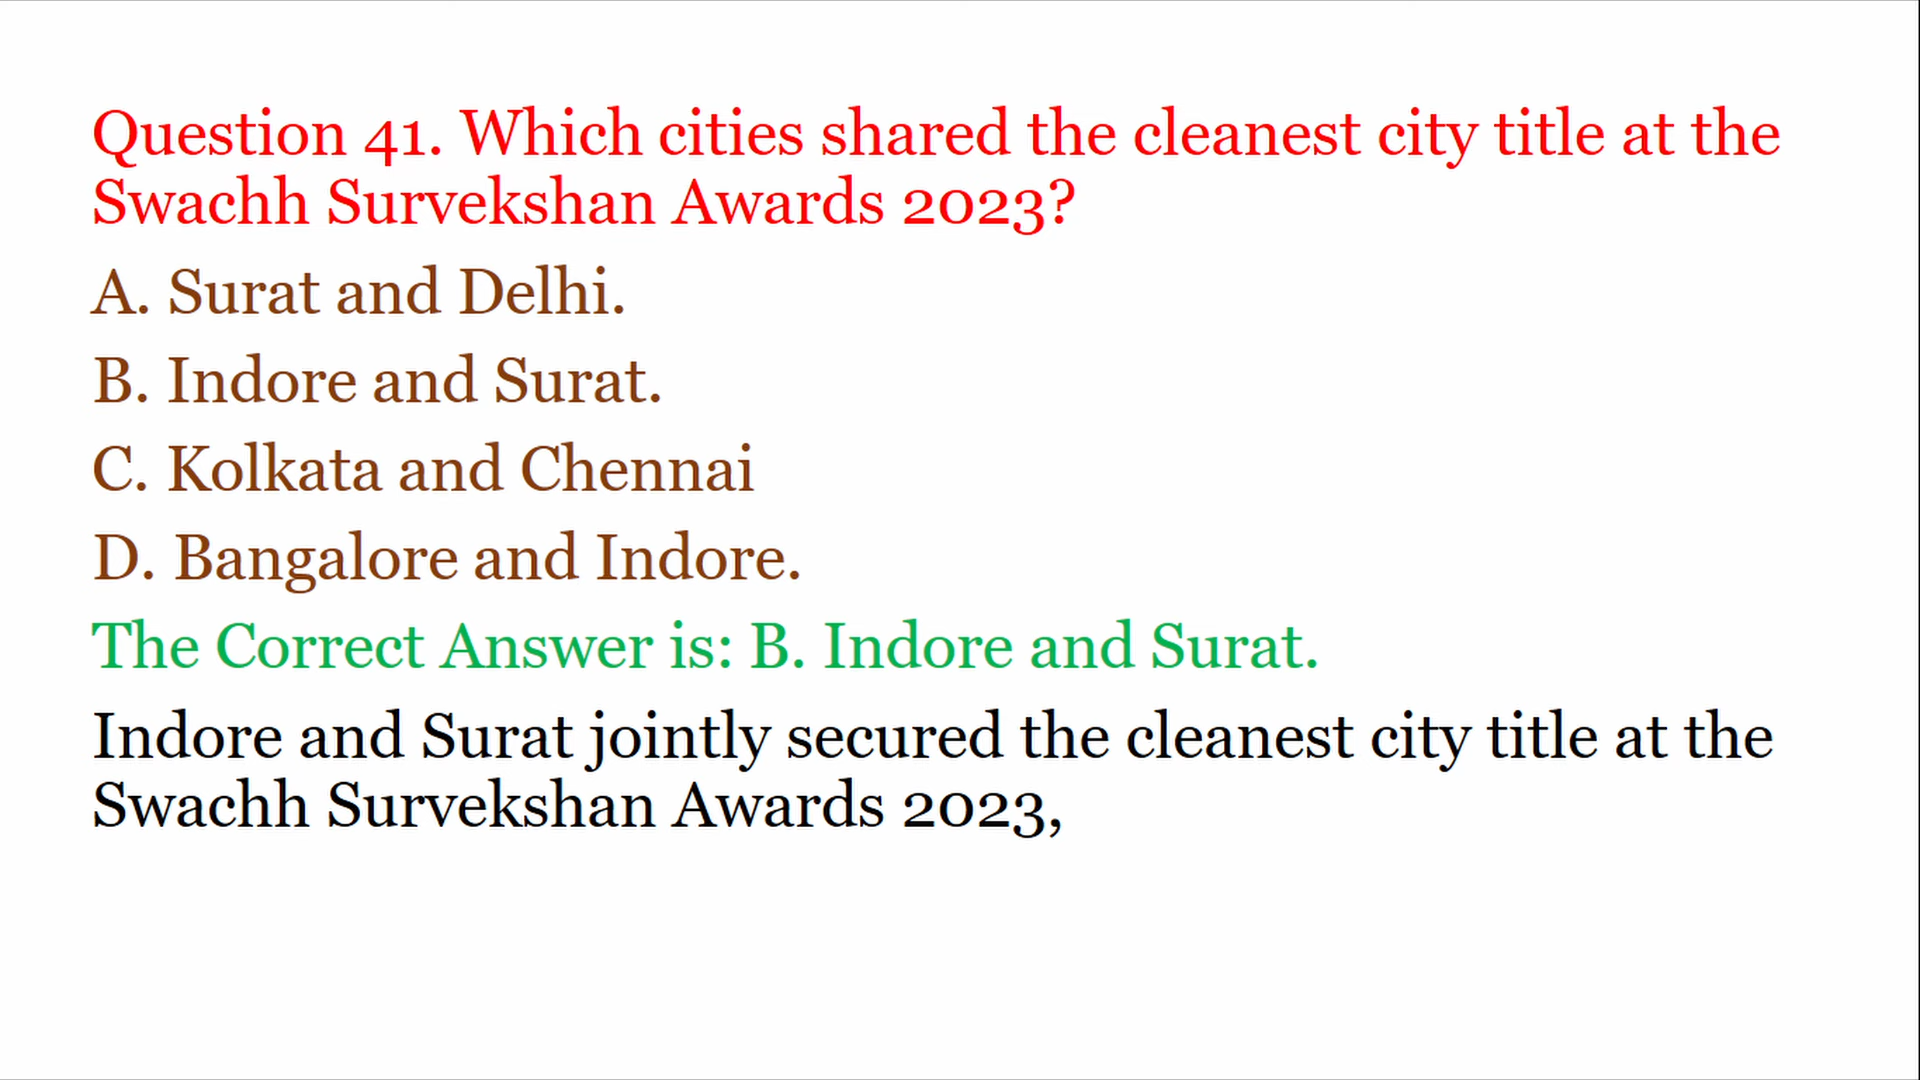 Question 41. Which cities shared the cleanest city title at the
Swachh Survekshan Awards 2023?
A. Surat and Delhi.
B. Indore and Surat.
C. Kolkata and Chennai
D. Bangalore and Indore.
The Correct Answer is: B. Indore and Surat.
Indore and Surat jointly secured the cleanest city title at the
Swachh Survekshan Awards 2023,